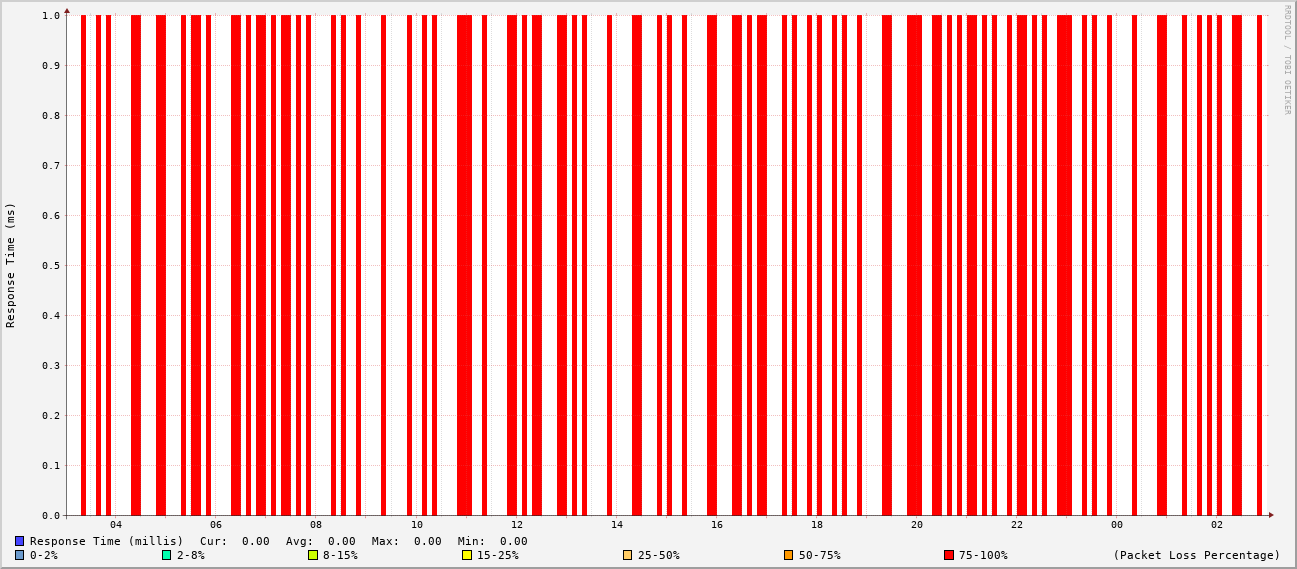 RRDTOOL / TOBI OETIKER
Response Time (ms)
1.0
0.9
0.8
0.7
0.6
0.5
0.4
0.3
0.2
0.1
0.0
04 06 08 10 12 14 16 18 20 22 00 02
Response Time (millis) Cur: 0.00 Avg: 0.00 Max: 0.00 Min: 0.00
0-2% 2-8% 8-15% 15-25% 25-50% 50-75% 75-100% (Packet Loss Percentage)